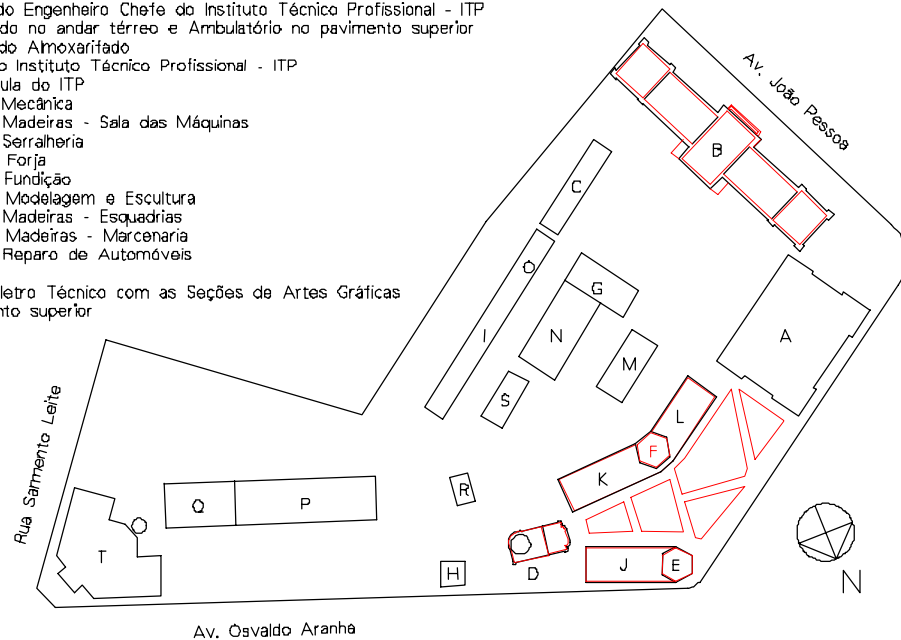 do Engenheiro Chefe do Instituto Técnico Profissional - ITP
do no andar térreo e Ambulatório no pavimento superior
do Almoxarifado
o Instituto Técnico Profissional - ITP
ula do ITP
Mecânica
Madeiras - Sala das Máquinas
Serralheria
Forja
Fundição
Modelagem e Escultura
Madeiras - Esquadrias
Madeiras - Marcenaria
Reparo de Automóveis
letro Técnico com as Seções de Artes Gráficas
nto superior
Av. João Pessoa
B
C
O
G
A
I
N
M
S
L
F
K
R
Q
P
T
H
D
J
E
N
Rua Sarmento Leite
Av. Osvaldo Aranha